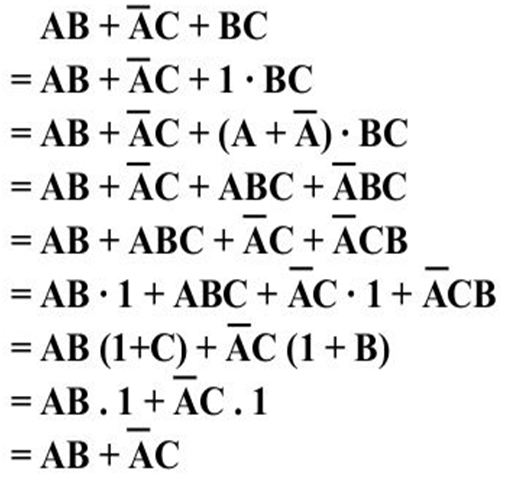 AB + A̅C + BC
= AB + A̅C + 1 · BC
= AB + A̅C + (A + A̅) · BC
= AB + A̅C + ABC + A̅BC
= AB + ABC + A̅C + A̅CB
= AB · 1 + ABC + A̅C · 1 + A̅CB
= AB (1+C) + A̅C (1 + B)
= AB . 1 + A̅C . 1
= AB + A̅C